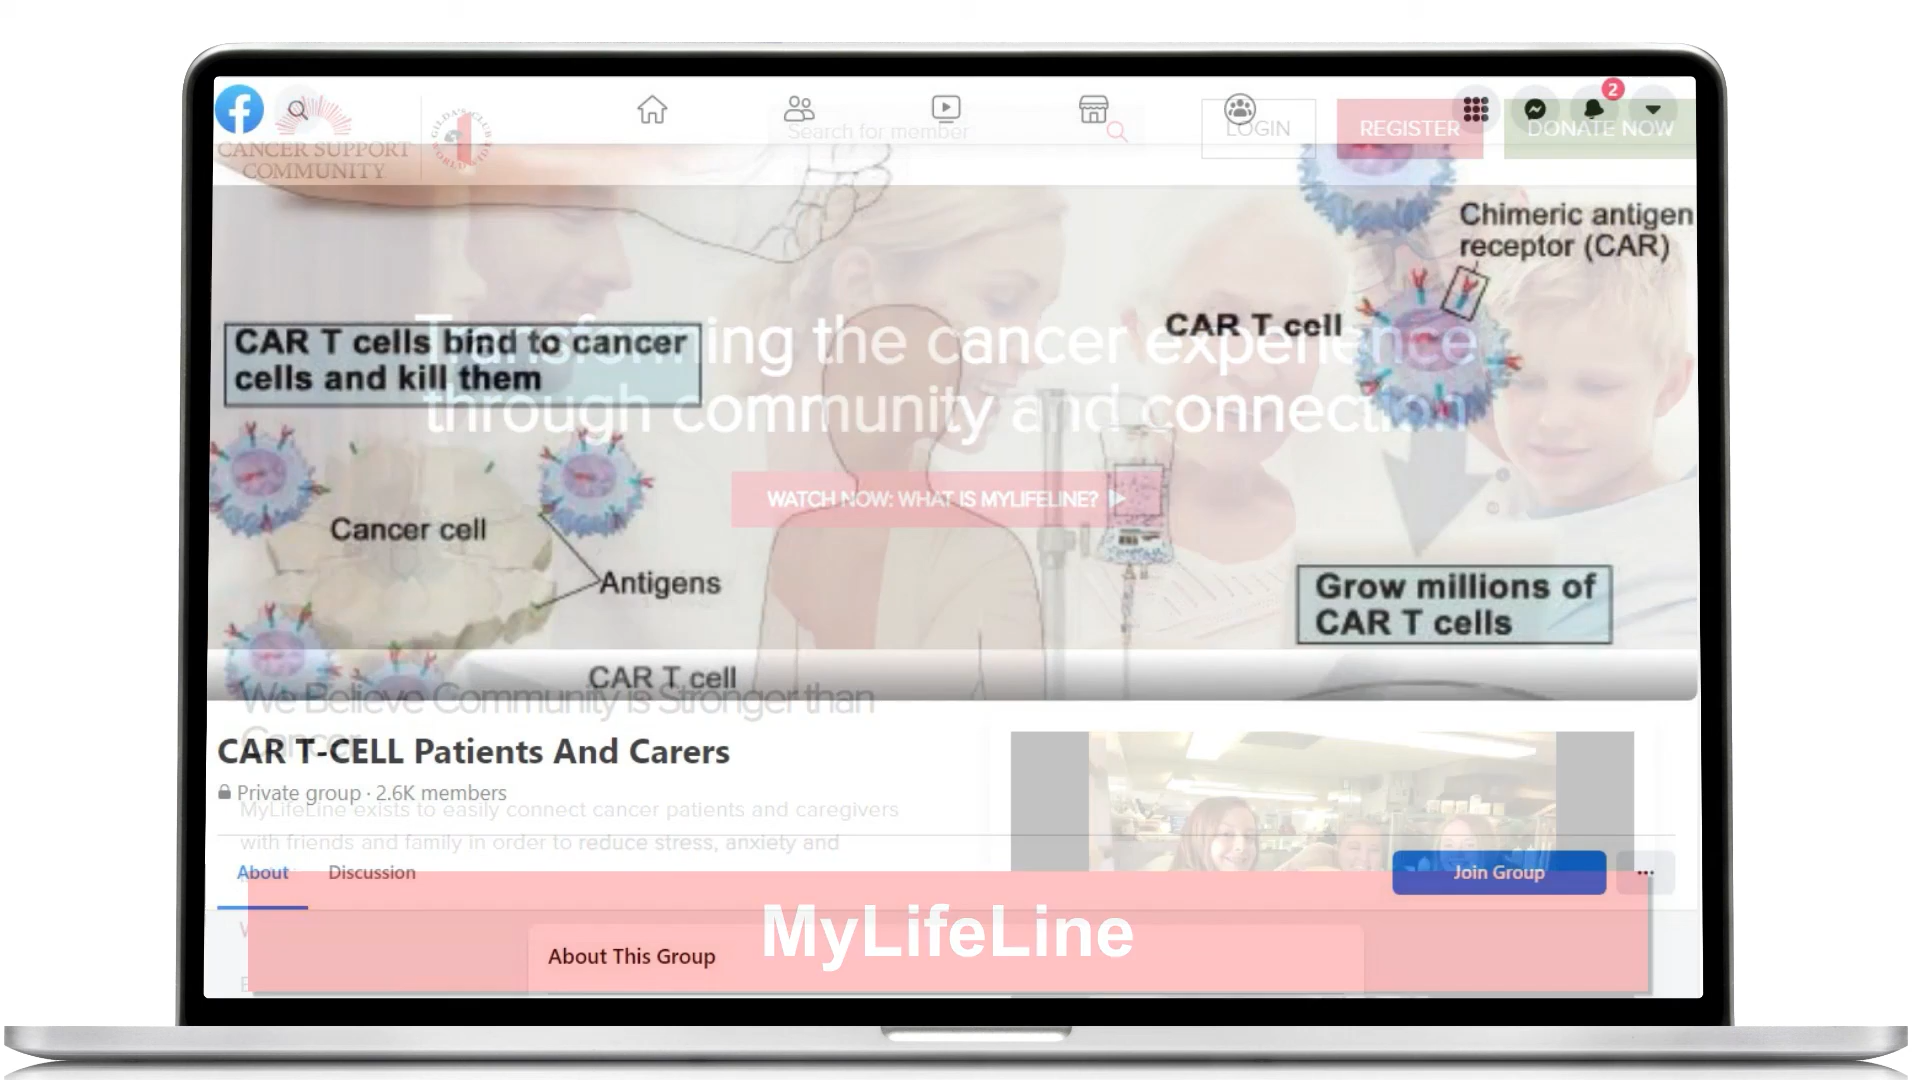 2
CANCER SUPPORT
COMMUNITY
GILDA'S CLUB
Search for member
LOGIN
REGISTER
DONATE NOW
Chimeric antigen
receptor (CAR)
CAR T cell
CAR T cells bind to cancer
cells and kill them
Transforming the cancer experience
through community and connection
WATCH NOW: WHAT IS MYLIFELINE?
Cancer cell
Antigens
Grow millions of
CAR T cells
CAR T cell
We Believe Community is Stronger than
Cancer
CAR T-CELL Patients And Carers
Private group · 2.6K members
MyLifeLine exists to easily connect cancer patients and caregivers
with friends and family in order to reduce stress, anxiety and
About
Discussion
Join Group
MyLifeLine
About This Group